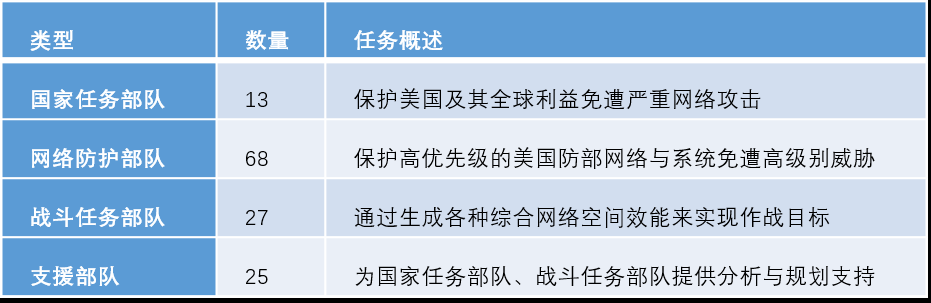 类型 数量 任务概述
国家任务部队 13 保护美国及其全球利益免遭严重网络攻击
网络防护部队 68 保护高优先级的美国防部网络与系统免遭高级别威胁
战斗任务部队 27 通过生成各种综合网络空间效能来实现作战目标
支援部队 25 为国家任务部队、战斗任务部队提供分析与规划支持